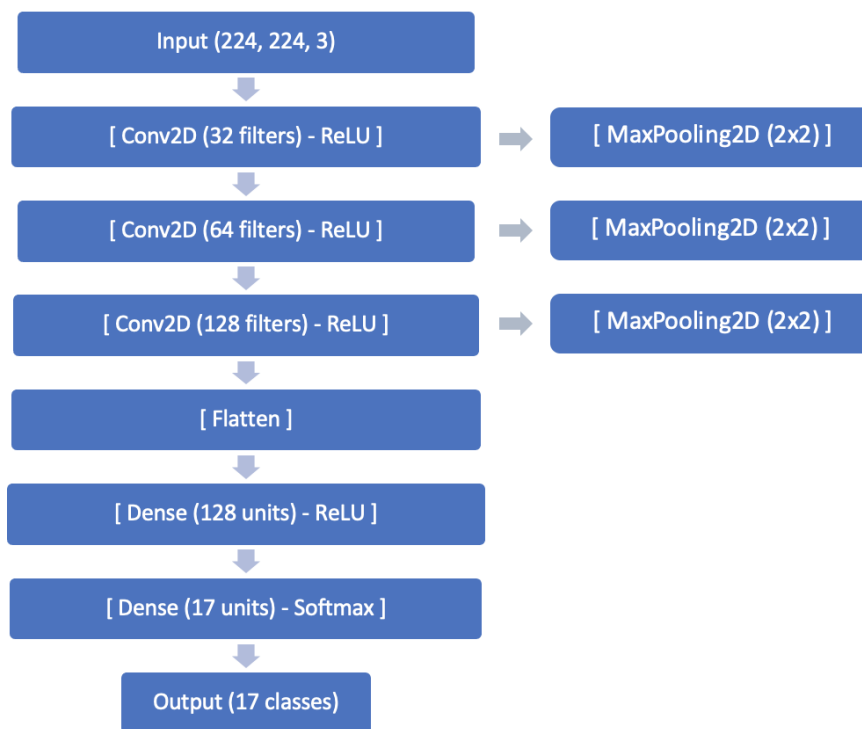 Input (224, 224, 3)
[ Conv2D (32 filters) - ReLU ]
[ MaxPooling2D (2x2) ]
[ Conv2D (64 filters) - ReLU ]
[ MaxPooling2D (2x2) ]
[ Conv2D (128 filters) - ReLU ]
[ MaxPooling2D (2x2) ]
[ Flatten ]
[ Dense (128 units) - ReLU ]
[ Dense (17 units) - Softmax ]
Output (17 classes)